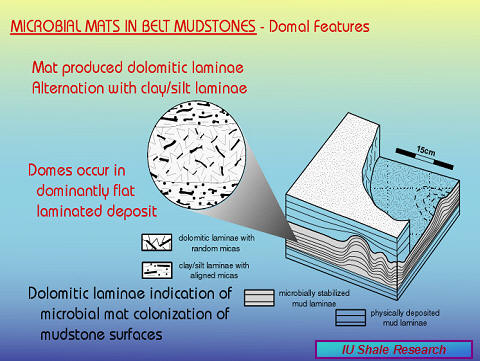 MICROBIAL MATS IN BELT MUDSTONES - Domal Features
Mat produced dolomitic laminae
Alternation with clay/silt laminae
15cm
Domes occur in
dominantly flat
laminated deposit
dolomitic laminae with
random micas
clay/silt laminae with
aligned micas
Dolomitic laminae indication of
microbial mat colonization of
mudstone surfaces
microbially stabilized
mud laminae
physically deposited
mud laminae
IU Shale Research